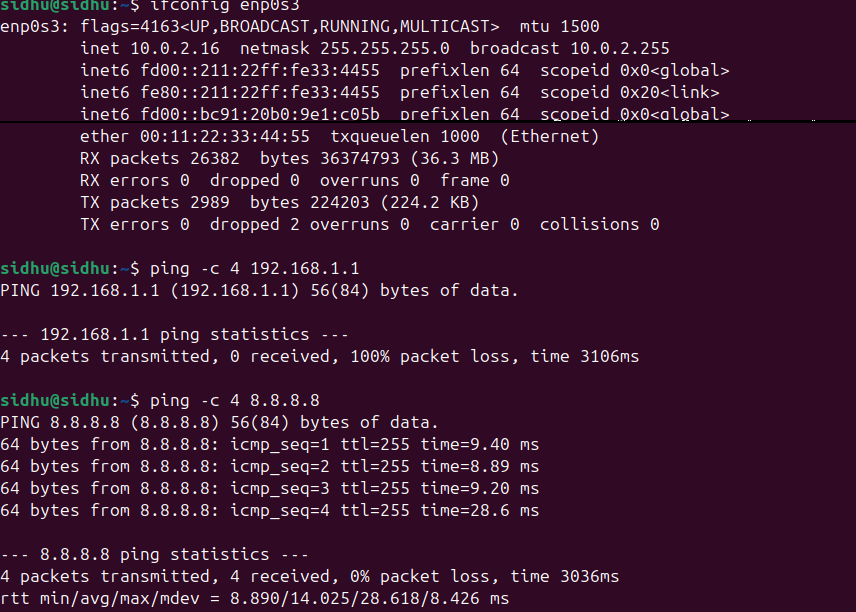 sidhu@sidhu:~$ ifconfig enp0s3
enp0s3: flags=4163<UP,BROADCAST,RUNNING,MULTICAST>  mtu 1500
        inet 10.0.2.16  netmask 255.255.255.0  broadcast 10.0.2.255
        inet6 fd00::211:22ff:fe33:4455  prefixlen 64  scopeid 0x0<global>
        inet6 fe80::211:22ff:fe33:4455  prefixlen 64  scopeid 0x20<link>
        inet6 fd00::bc91:20b0:9e1:c05b  prefixlen 64  scopeid 0x0<global>
        ether 00:11:22:33:44:55  txqueuelen 1000  (Ethernet)
        RX packets 26382  bytes 36374793 (36.3 MB)
        RX errors 0  dropped 0  overruns 0  frame 0
        TX packets 2989  bytes 224203 (224.2 KB)
        TX errors 0  dropped 2 overruns 0  carrier 0  collisions 0

sidhu@sidhu:~$ ping -c 4 192.168.1.1
PING 192.168.1.1 (192.168.1.1) 56(84) bytes of data.

--- 192.168.1.1 ping statistics ---
4 packets transmitted, 0 received, 100% packet loss, time 3106ms

sidhu@sidhu:~$ ping -c 4 8.8.8.8
PING 8.8.8.8 (8.8.8.8) 56(84) bytes of data.
64 bytes from 8.8.8.8: icmp_seq=1 ttl=255 time=9.40 ms
64 bytes from 8.8.8.8: icmp_seq=2 ttl=255 time=8.89 ms
64 bytes from 8.8.8.8: icmp_seq=3 ttl=255 time=9.20 ms
64 bytes from 8.8.8.8: icmp_seq=4 ttl=255 time=28.6 ms

--- 8.8.8.8 ping statistics ---
4 packets transmitted, 4 received, 0% packet loss, time 3036ms
rtt min/avg/max/mdev = 8.890/14.025/28.618/8.426 ms